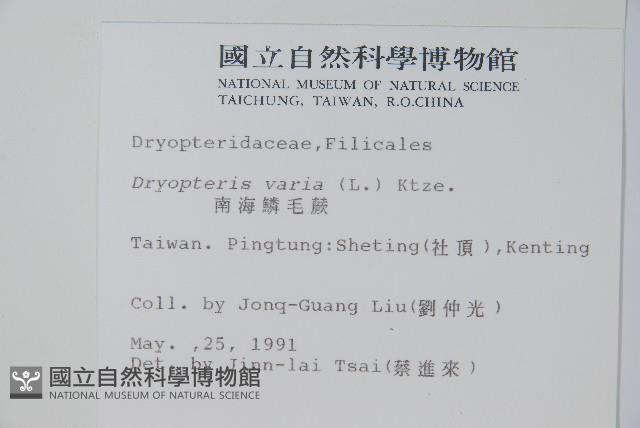 國立自然科學博物館
NATIONAL MUSEUM OF NATURAL SCIENCE
TAICHUNG, TAIWAN, R.O.CHINA
Dryopteridaceae,Filicales
Dryopteris varia (L.) Ktze.
南海鱗毛蕨
Taiwan. Pingtung:Sheting(社頂),Kenting
Coll. by Jonq-Guang Liu(劉仲光)
May. ,25, 1991
Det. by Jinn-lai Tsai(蔡進來)
國立自然科學博物館
NATIONAL MUSEUM OF NATURAL SCIENCE